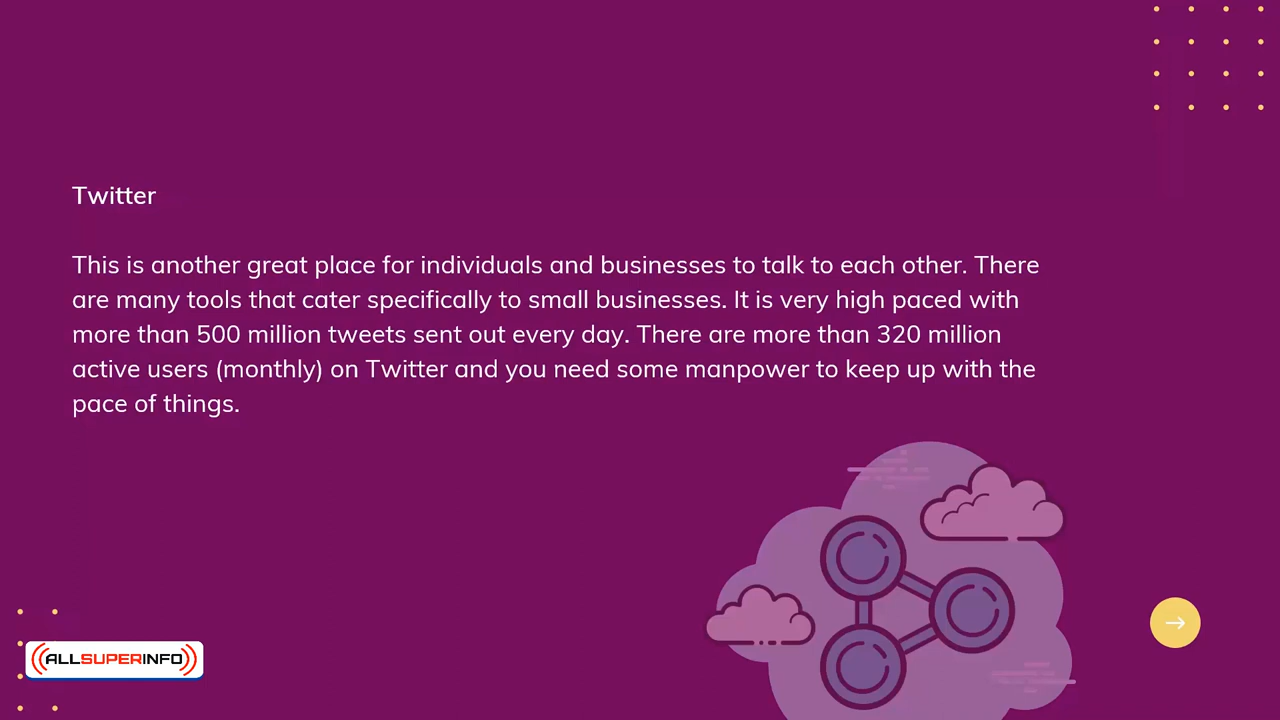 Twitter
This is another great place for individuals and businesses to talk to each other. There
are many tools that cater specifically to small businesses. It is very high paced with
more than 500 million tweets sent out every day. There are more than 320 million
active users (monthly) on Twitter and you need some manpower to keep up with the
pace of things.
ALLSUPERINFO